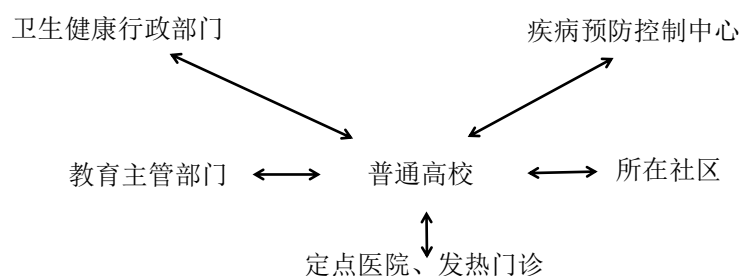 卫生健康行政部门
疾病预防控制中心
教育主管部门
普通高校
所在社区
定点医院、发热门诊